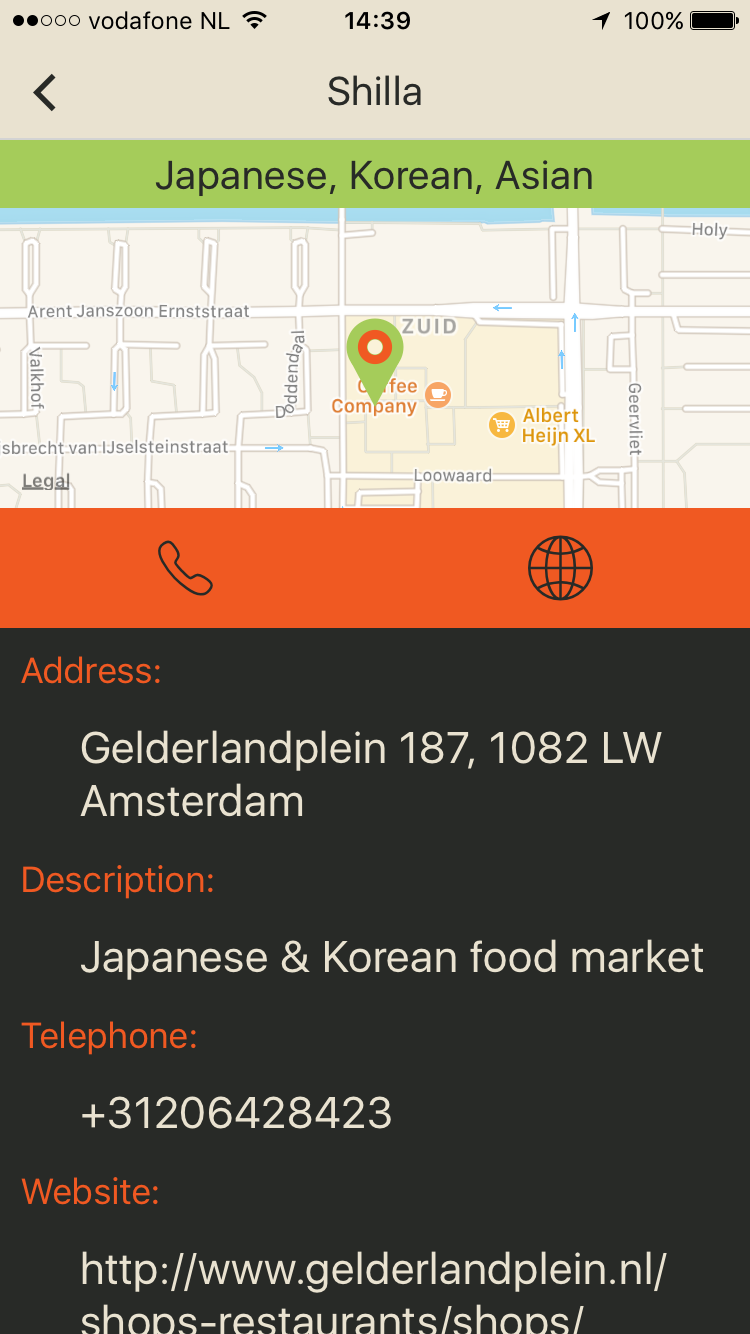 vodafone NL 14:39 100%
Shilla
Japanese, Korean, Asian
Holy
Arent Janszoon Ernststraat
ZUID
Valkhof
Doddendaal
Coffee
Company
Albert
Heijn XL
Geervliet
sbrecht van IJselsteinstraat
Loowaard
Legal
Address:
Gelderlandplein 187, 1082 LW
Amsterdam
Description:
Japanese & Korean food market
Telephone:
+31206428423
Website:
http://www.gelderlandplein.nl/
shops-restaurants/shops/